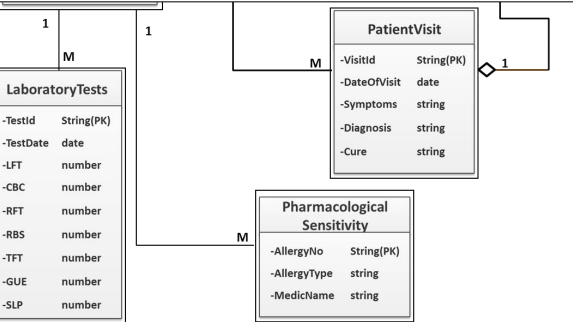 1
1
M
LaboratoryTests
-TestId String(PK)
-TestDate date
-LFT number
-CBC number
-RFT number
-RBS number
-TFT number
-GUE number
-SLP number
M
PatientVisit
-VisitId String(PK)
-DateOfVisit date
-Symptoms string
-Diagnosis string
-Cure string
1
M
Pharmacological
Sensitivity
-AllergyNo String(PK)
-AllergyType string
-MedicName string